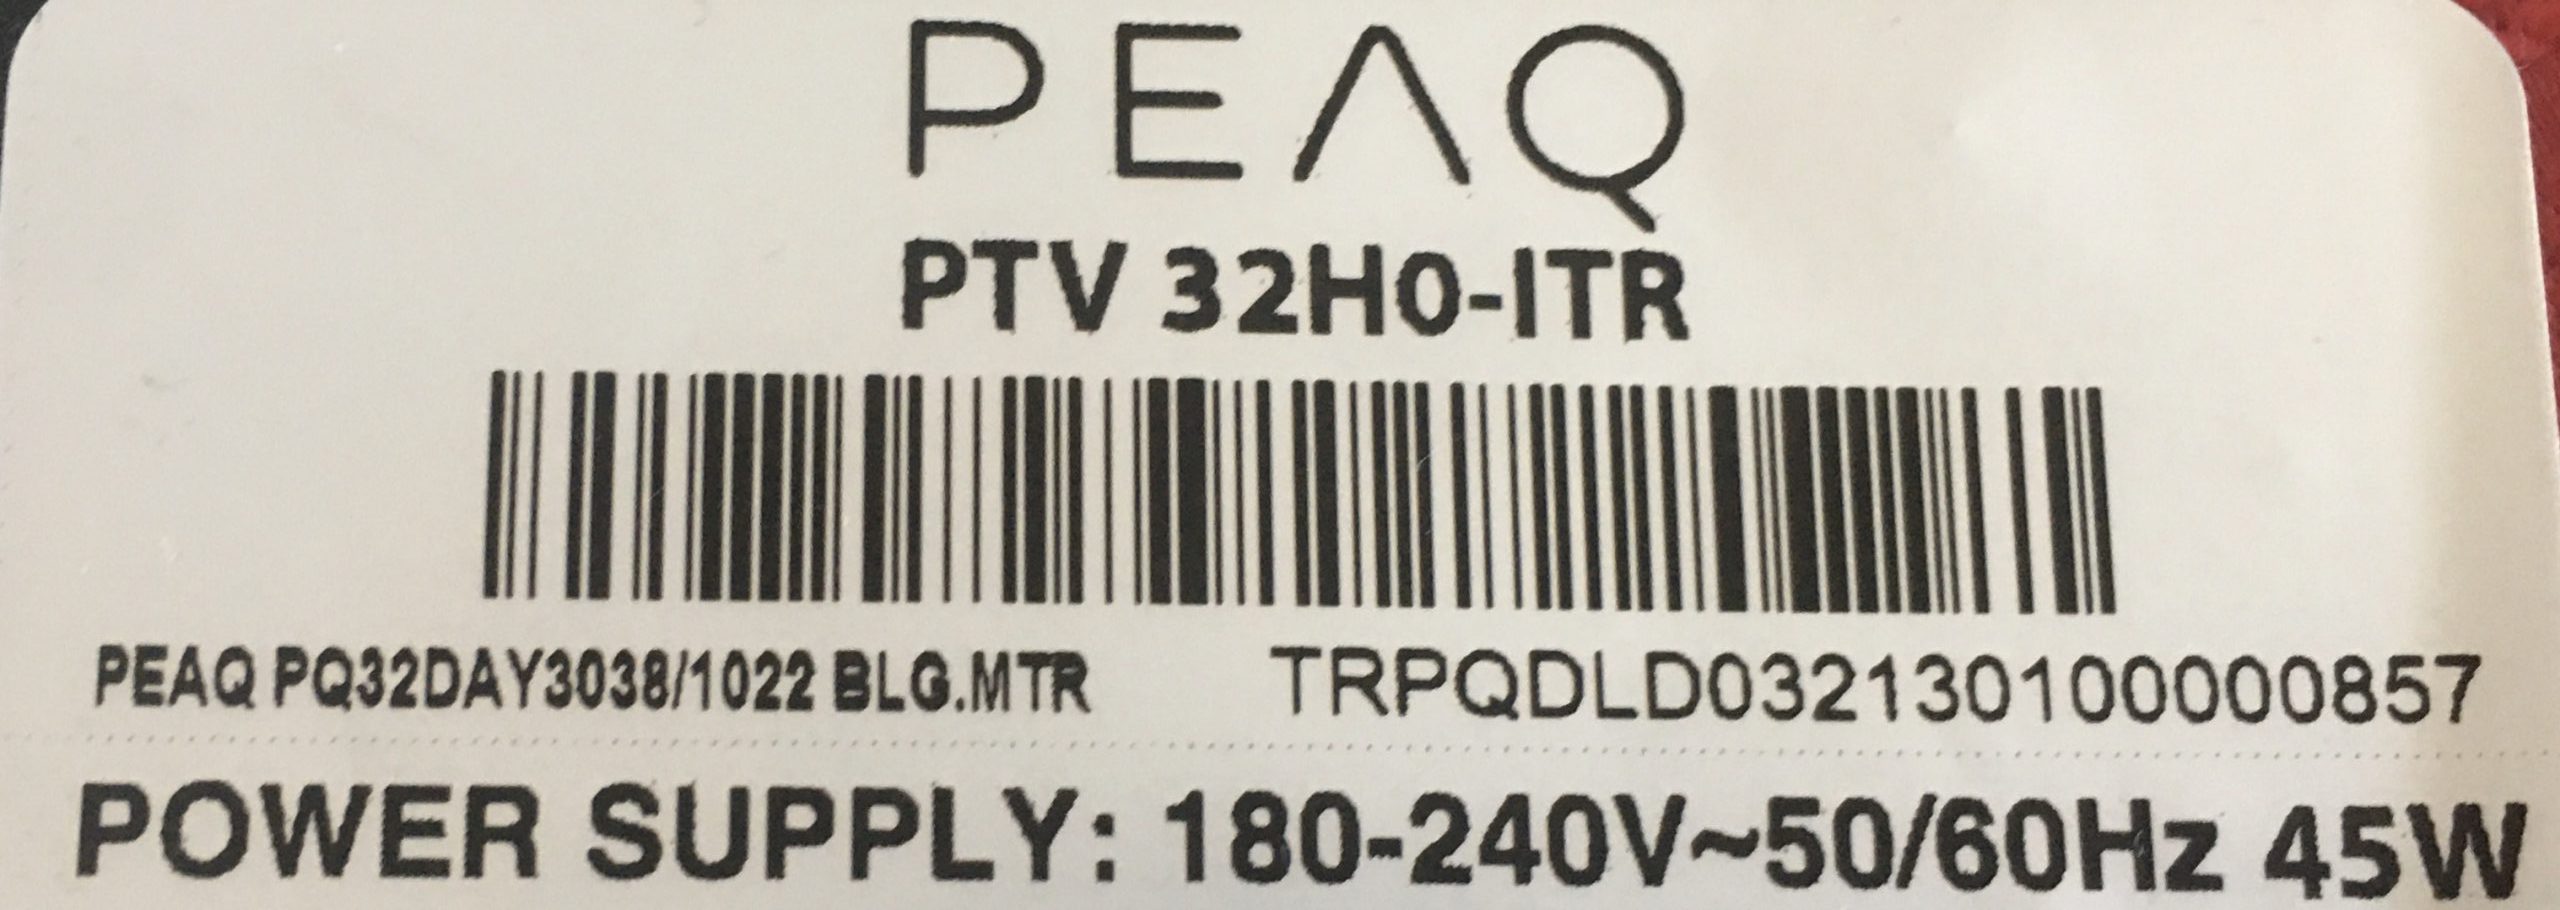 PEAQ
PTV 32H0-ITR
PEAQ PQ32DAY3038/1022 BLG.MTR TRPQDLD032130100000857
POWER SUPPLY: 180-240V~50/60Hz 45W